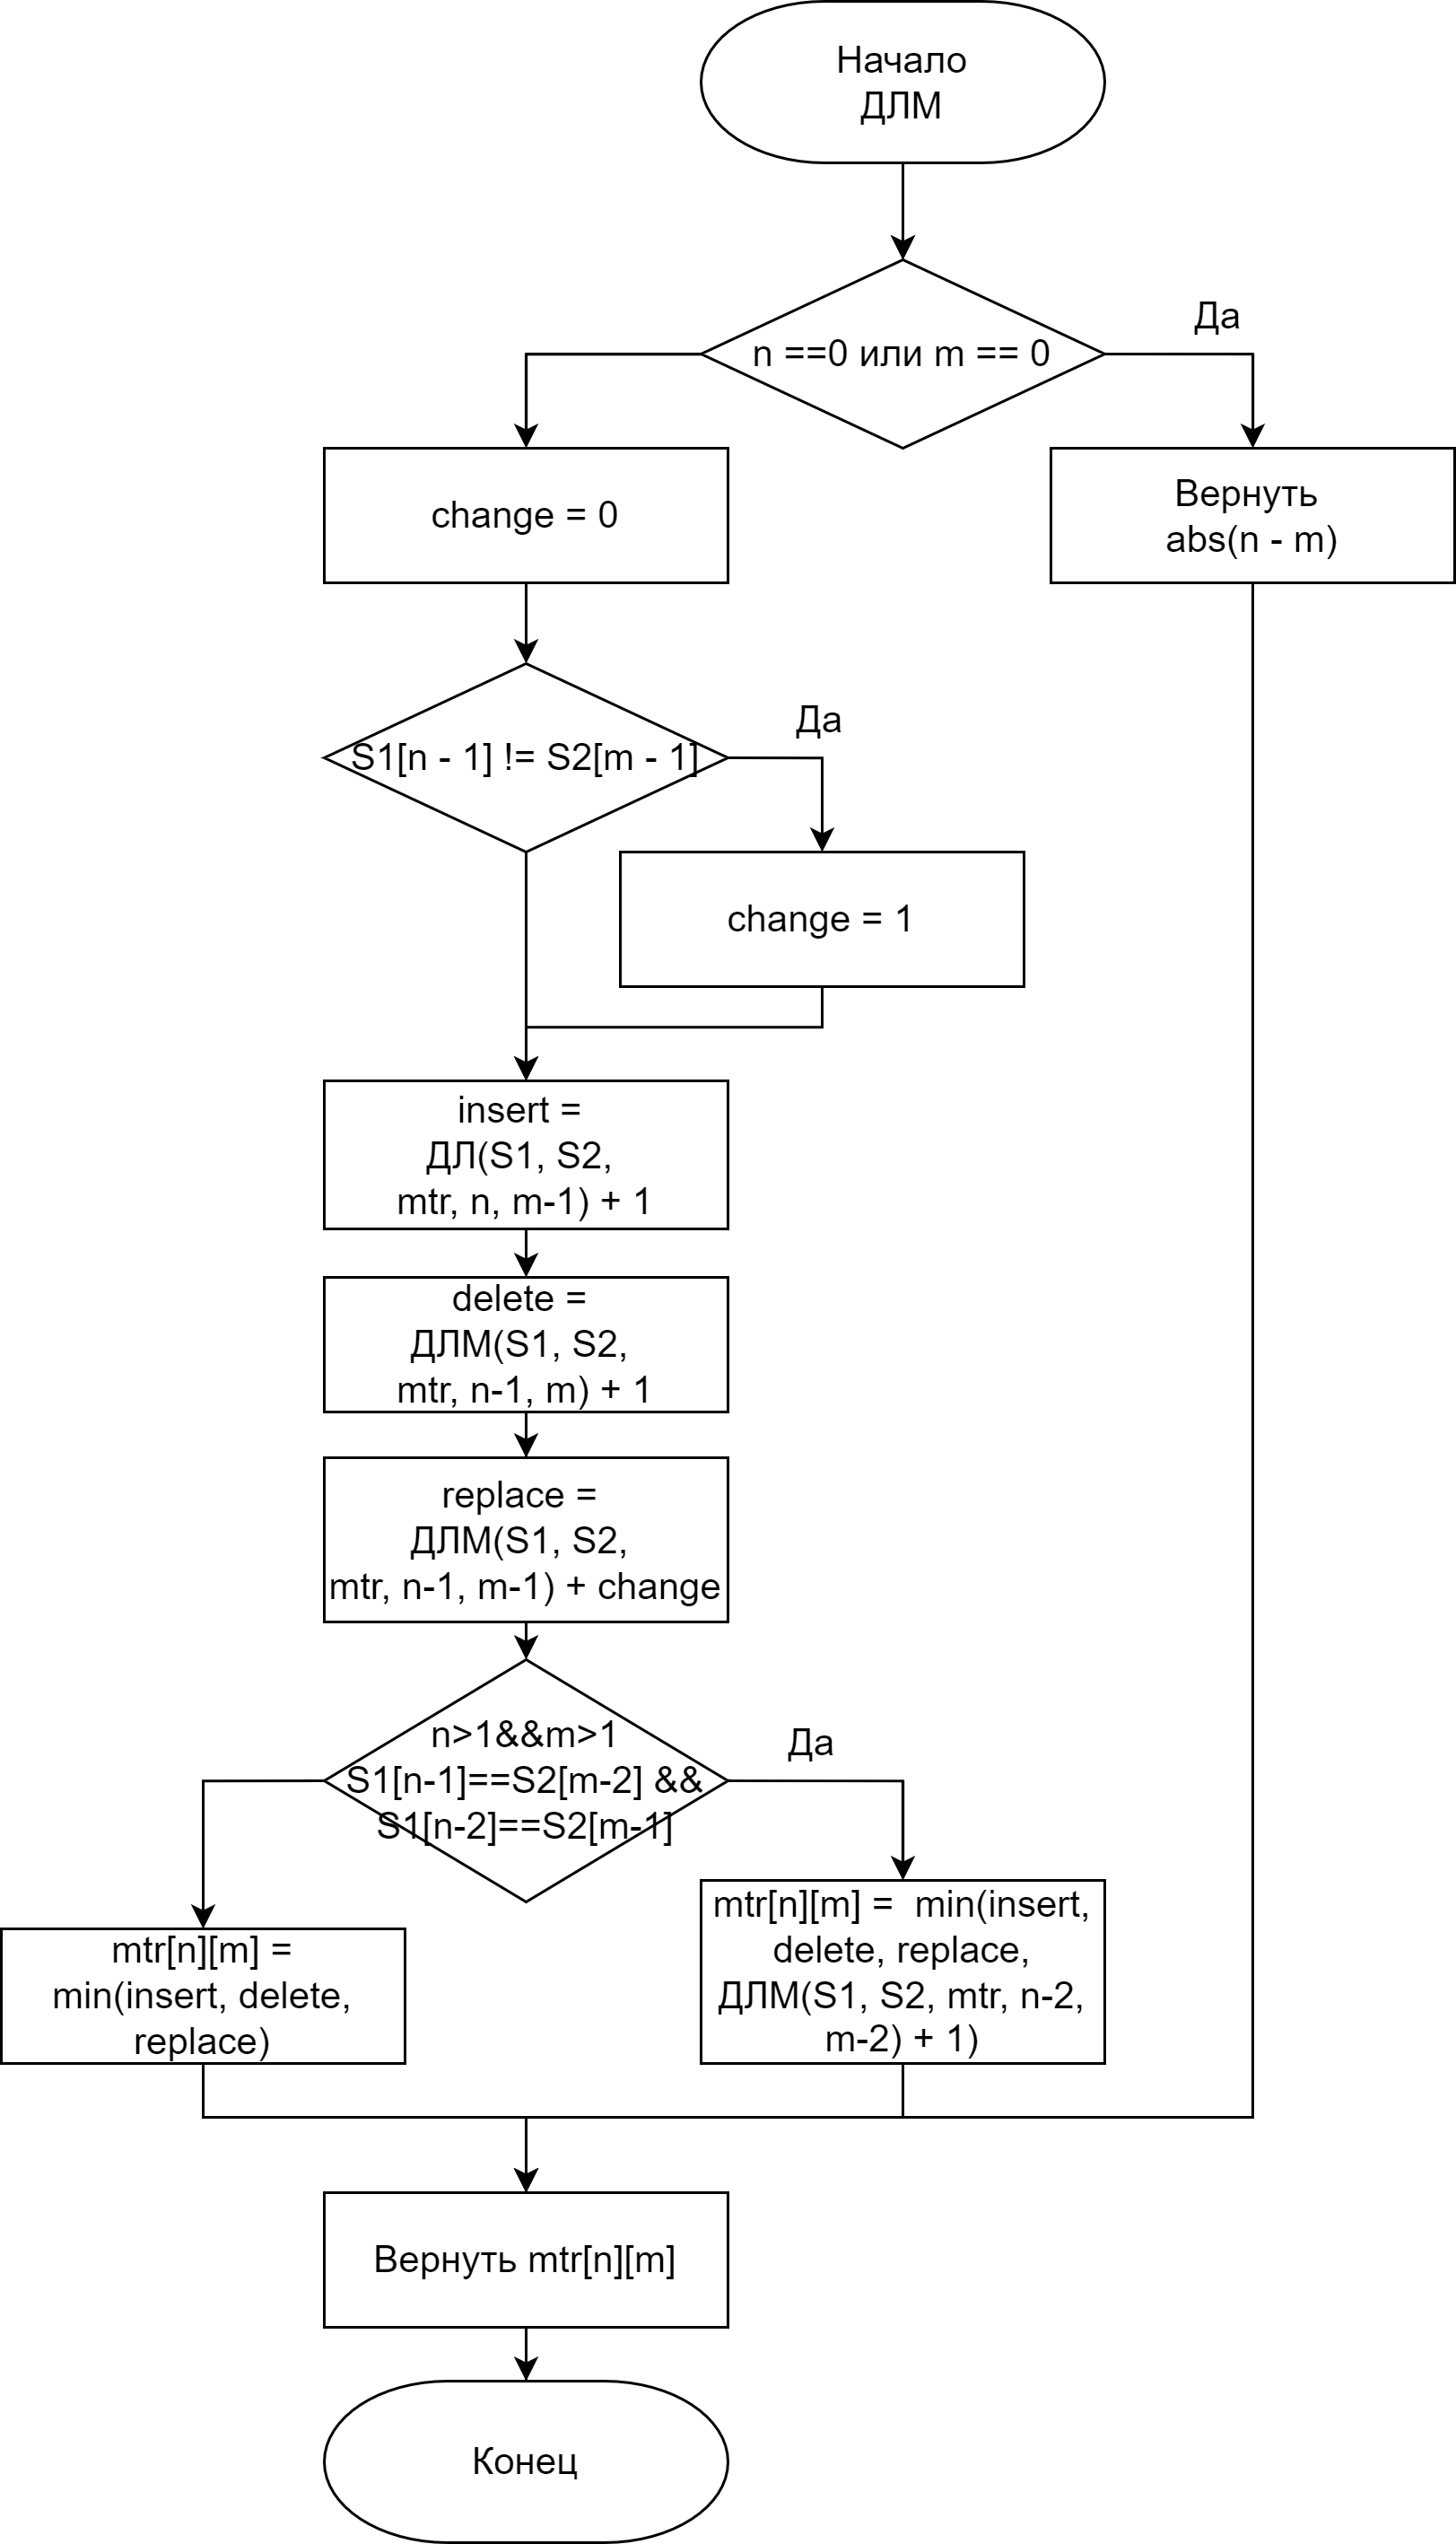 Начало
ДЛМ
n ==0 или m == 0
Да
change = 0
Вернуть
abs(n - m)
S1[n - 1] != S2[m - 1]
Да
change = 1
insert =
ДЛ(S1, S2,
mtr, n, m-1) + 1
delete =
ДЛМ(S1, S2,
mtr, n-1, m) + 1
replace =
ДЛМ(S1, S2,
mtr, n-1, m-1) + change
n>1&&m>1
S1[n-1]==S2[m-2] &&
S1[n-2]==S2[m-1]
Да
mtr[n][m] =
min(insert, delete,
replace)
mtr[n][m] =  min(insert,
delete, replace,
ДЛМ(S1, S2, mtr, n-2,
m-2) + 1)
Вернуть mtr[n][m]
Конец